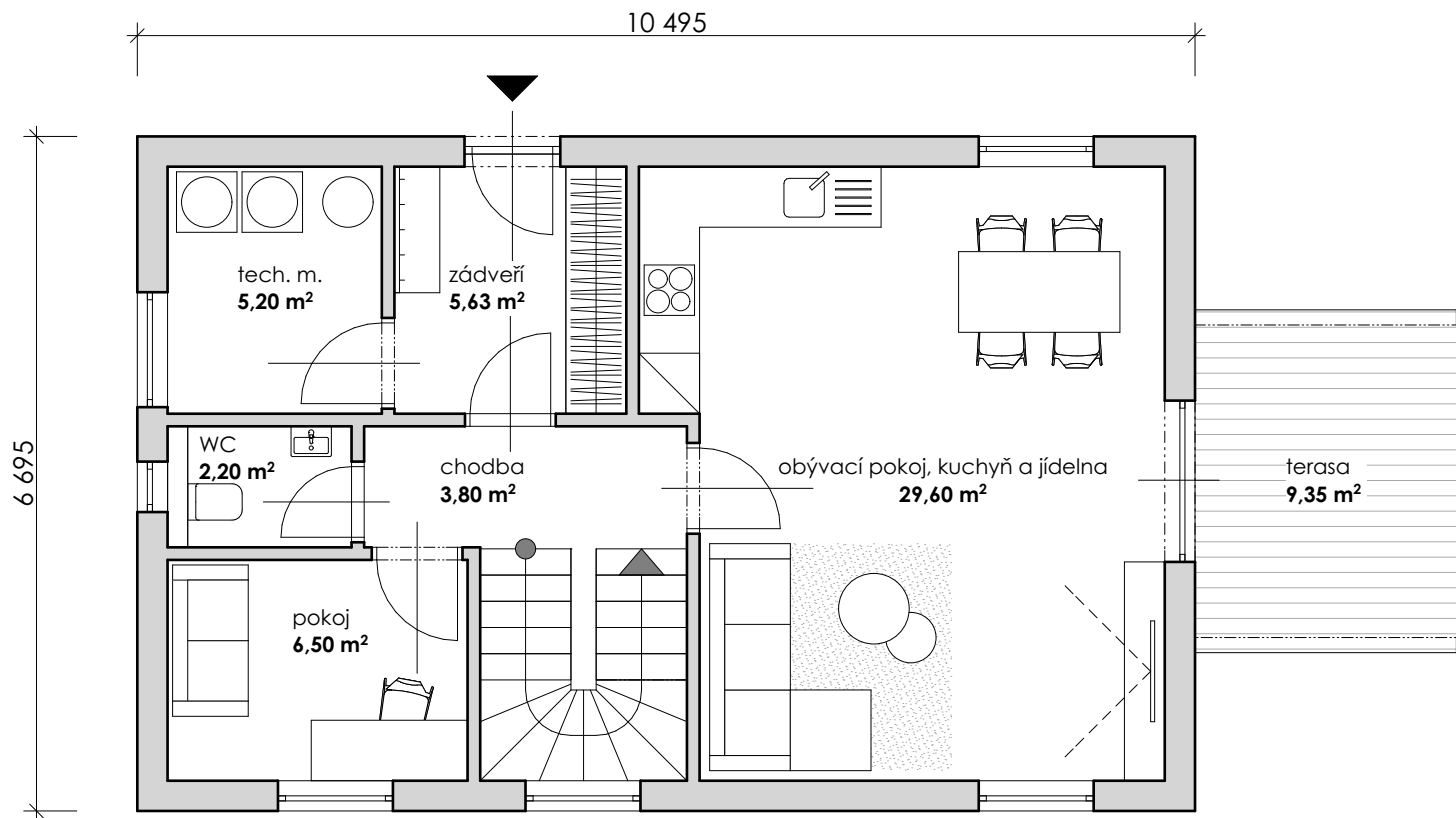 10 495
6 695
tech. m.
5,20 m²
zádveří
5,63 m²
WC
2,20 m²
chodba
3,80 m²
obývací pokoj, kuchyň a jídelna
29,60 m²
terasa
9,35 m²
pokoj
6,50 m²